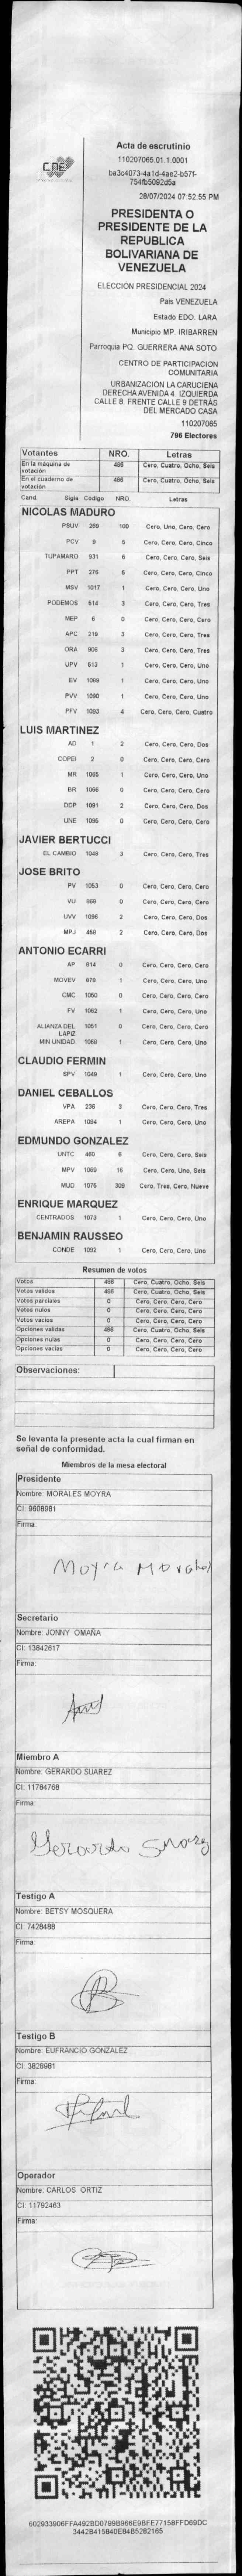 CNE
Acta de escrutinio
110207065.01.1.0001
ba3c4073-4a1d-4ae2-b57f-
754fb5092d5a
28/07/2024 07:52:55 PM
PRESIDENTA O
PRESIDENTE DE LA
REPUBLICA
BOLIVARIANA DE
VENEZUELA
ELECCIÓN PRESIDENCIAL 2024
País VENEZUELA
Estado EDO. LARA
Municipio MP. IRIBARREN
Parroquia PQ. GUERRERA ANA SOTO
CENTRO DE PARTICIPACION
COMUNITARIA
URBANIZACION LA CARUCIENA
DERECHA AVENIDA 4. IZQUIERDA
CALLE 8. FRENTE CALLE 9 DETRÁS
DEL MERCADO CASA
110207065
796 Electores
Votantes NRO. Letras
En la máquina de votación 486 Cero, Cuatro, Ocho, Seis
En el cuaderno de votación 486 Cero, Cuatro, Ocho, Seis
Cand. Sigla Código NRO. Letras
NICOLAS MADURO
PSUV 269 100 Cero, Uno, Cero, Cero
PCV 9 5 Cero, Cero, Cero, Cinco
TUPAMARO 931 6 Cero, Cero, Cero, Seis
PPT 276 5 Cero, Cero, Cero, Cinco
MSV 1017 1 Cero, Cero, Cero, Uno
PODEMOS 614 3 Cero, Cero, Cero, Tres
MEP 6 0 Cero, Cero, Cero, Cero
APC 219 3 Cero, Cero, Cero, Tres
ORA 906 3 Cero, Cero, Cero, Tres
UPV 513 1 Cero, Cero, Cero, Uno
EV 1089 1 Cero, Cero, Cero, Uno
PVV 1090 1 Cero, Cero, Cero, Uno
PFV 1093 4 Cero, Cero, Cero, Cuatro
LUIS MARTINEZ
AD 1 2 Cero, Cero, Cero, Dos
COPEI 2 0 Cero, Cero, Cero, Cero
MR 1065 1 Cero, Cero, Cero, Uno
BR 1066 0 Cero, Cero, Cero, Cero
DDP 1091 2 Cero, Cero, Cero, Dos
UNE 1095 0 Cero, Cero, Cero, Cero
JAVIER BERTUCCI
EL CAMBIO 1048 3 Cero, Cero, Cero, Tres
JOSE BRITO
PV 1053 0 Cero, Cero, Cero, Cero
VU 868 0 Cero, Cero, Cero, Cero
UVV 1096 2 Cero, Cero, Cero, Dos
MPJ 459 2 Cero, Cero, Cero, Dos
ANTONIO ECARRI
AP 814 0 Cero, Cero, Cero, Cero
MOVEV 879 1 Cero, Cero, Cero, Uno
CMC 1050 0 Cero, Cero, Cero, Cero
FV 1062 1 Cero, Cero, Cero, Uno
ALIANZA DEL LÁPIZ 1051 0 Cero, Cero, Cero, Cero
MIN UNIDAD 1058 1 Cero, Cero, Cero, Uno
CLAUDIO FERMIN
SPV 1049 1 Cero, Cero, Cero, Uno
DANIEL CEBALLOS
VPA 236 3 Cero, Cero, Cero, Tres
AREPA 1094 1 Cero, Cero, Cero, Uno
EDMUNDO GONZALEZ
UNTC 460 6 Cero, Cero, Cero, Seis
MPV 1069 16 Cero, Cero, Uno, Seis
MUD 1075 309 Cero, Tres, Cero, Nueve
ENRIQUE MARQUEZ
CENTRADOS 1073 1 Cero, Cero, Cero, Uno
BENJAMIN RAUSSEO
CONDE 1092 1 Cero, Cero, Cero, Uno
Resumen de votos
Votos 486 Cero, Cuatro, Ocho, Seis
Votos validos 486 Cero, Cuatro, Ocho, Seis
Votos parciales 0 Cero, Cero, Cero, Cero
Votos nulos 0 Cero, Cero, Cero, Cero
Votos vacios 0 Cero, Cero, Cero, Cero
Opciones validas 486 Cero, Cuatro, Ocho, Seis
Opciones nulas 0 Cero, Cero, Cero, Cero
Opciones vacias 0 Cero, Cero, Cero, Cero
Observaciones:
Se levanta la presente acta la cual firman en
señal de conformidad.
Miembros de la mesa electoral
Presidente
Nombre: MORALES MOYRA
CI: 9608981
Firma:
Moyra Morales
Secretario
Nombre: JONNY OMAÑA
CI: 13842617
Firma:
Miembro A
Nombre: GERARDO SUAREZ
CI: 11784768
Firma:
Gerardo Suarez
Testigo A
Nombre: BETSY MOSQUERA
CI: 7428488
Firma:
Testigo B
Nombre: EUFRANCIO GONZALEZ
CI: 3828981
Firma:
Operador
Nombre: CARLOS ORTIZ
CI: 11792463
Firma: